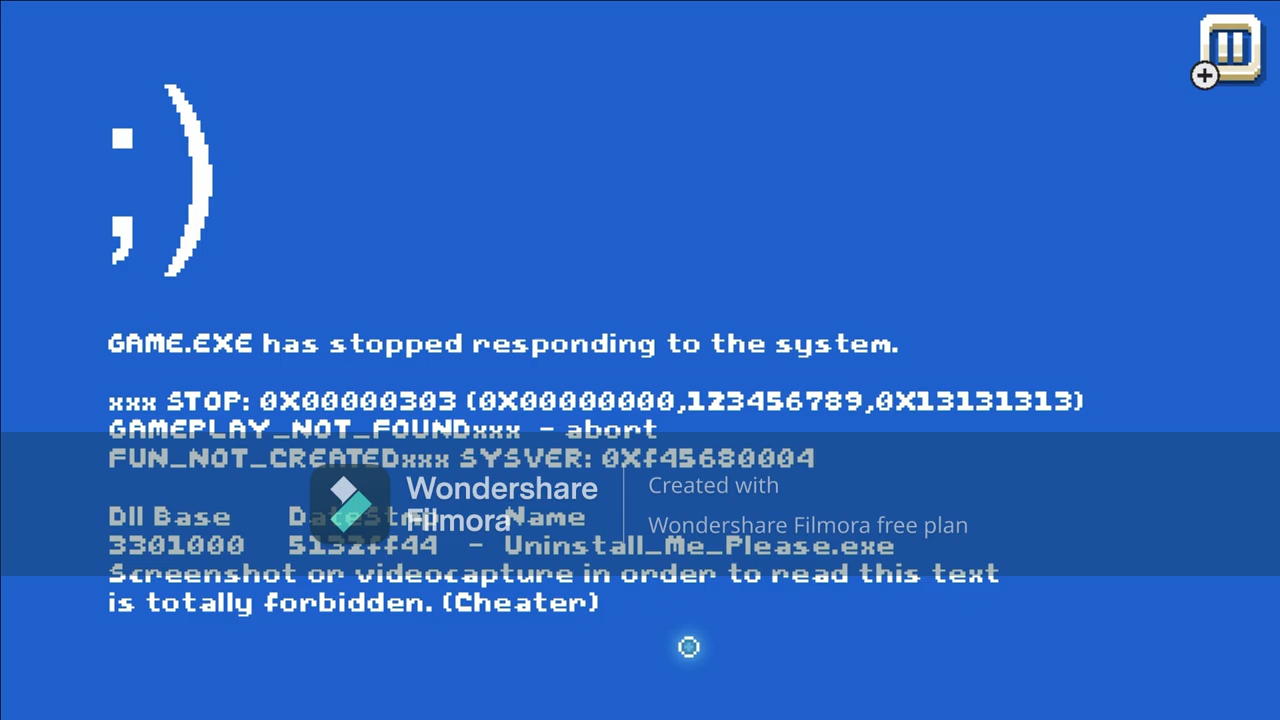 ;)
GAME.EXE has stopped responding to the system.
xxx STOP: 0X00000303 (0X00000000,123456789,0X13131313)
GAMEPLAY_NOT_FOUNDxxx - abort
FUN_NOT_CREATEDxxx SYSVER: 0Xf45680004
Wondershare
Filmora
Created with
Wondershare Filmora free plan
Dll Base DateStmp Name
3301000 5132ff44 - Uninstall_Me_Please.exe
Screenshot or videocapture in order to read this text
is totally forbidden. (Cheater)